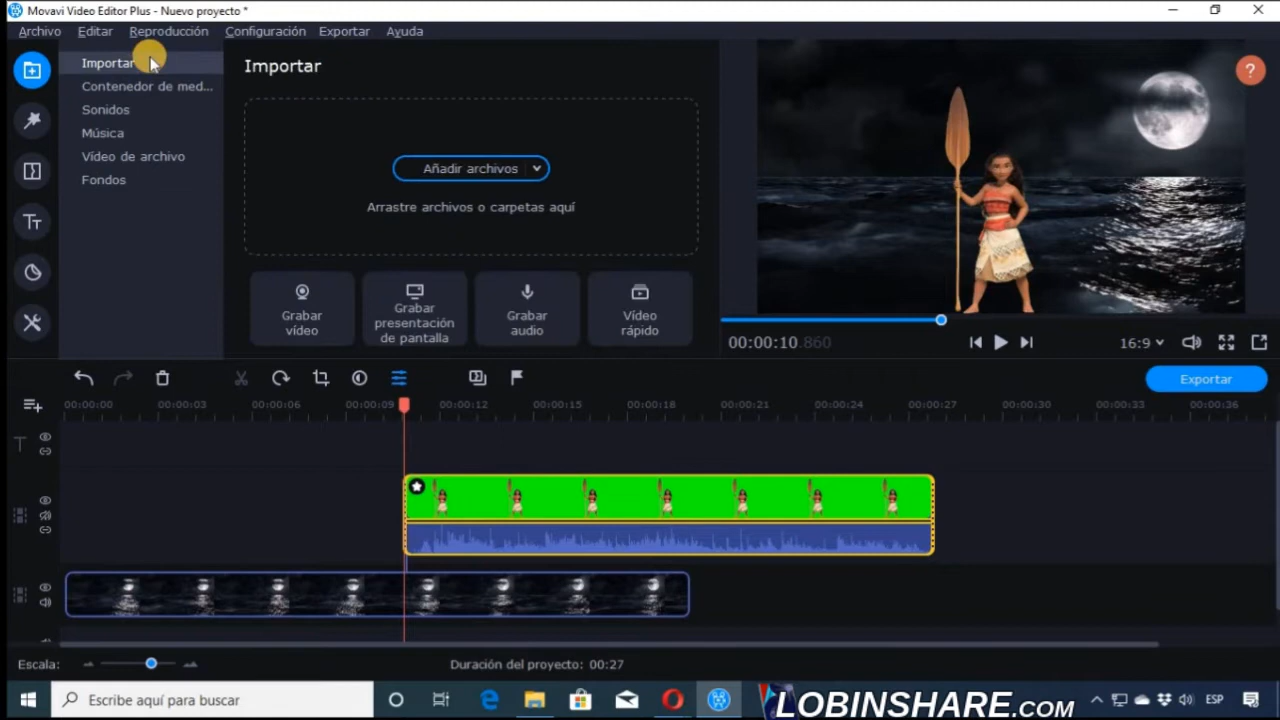 Movavi Video Editor Plus - Nuevo proyecto *
Archivo Editar Reproducción Configuración Exportar Ayuda
Importar
Contenedor de med...
Sonidos
Música
Vídeo de archivo
Fondos
Importar
Añadir archivos
Arrastre archivos o carpetas aquí
Grabar
vídeo
Grabar
presentación
de pantalla
Grabar
audio
Vídeo
rápido
?
00:00:10.860
16:9
Exportar
00:00:00 00:00:03 00:00:06 00:00:09 00:00:12 00:00:15 00:00:18 00:00:21 00:00:24 00:00:27 00:00:30 00:00:33 00:00:36
Escala:
Duración del proyecto: 00:27
Escribe aquí para buscar
LOBINSHARE.COM
ESP